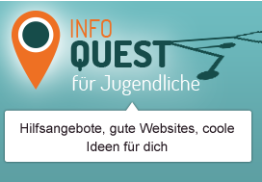 INFO
QUEST
für Jugendliche
Hilfsangebote, gute Websites, coole
Ideen für dich